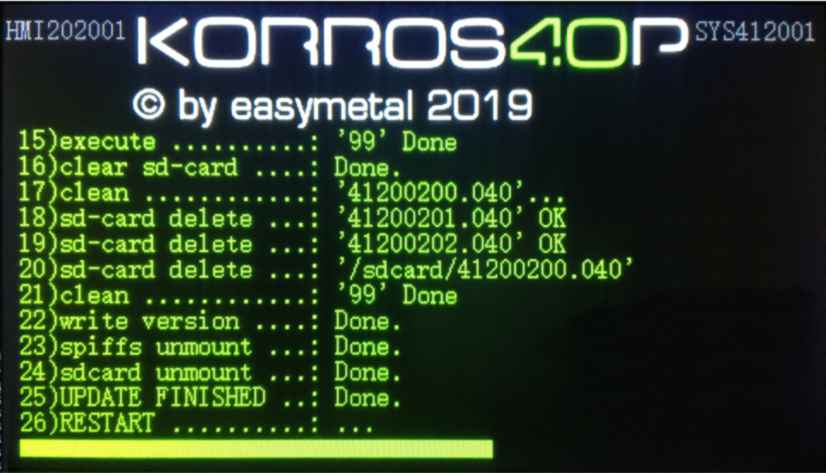 HMI202001 KORROS4.0P SYS412001
© by easymetal 2019
15)execute ...........: '99' Done
16)clear sd-card ....: Done.
17)clean .............: '41200200.040'...
18)sd-card delete ...: '41200201.040' OK
19)sd-card delete ...: '41200202.040' OK
20)sd-card delete ...: '/sdcard/41200200.040'
21)clean .............: '99' Done
22)write version ....: Done.
23)spiffs unmount ...: Done.
24)sdcard unmount ...: Done.
25)UPDATE FINISHED ..: Done.
26)RESTART ..........: ...